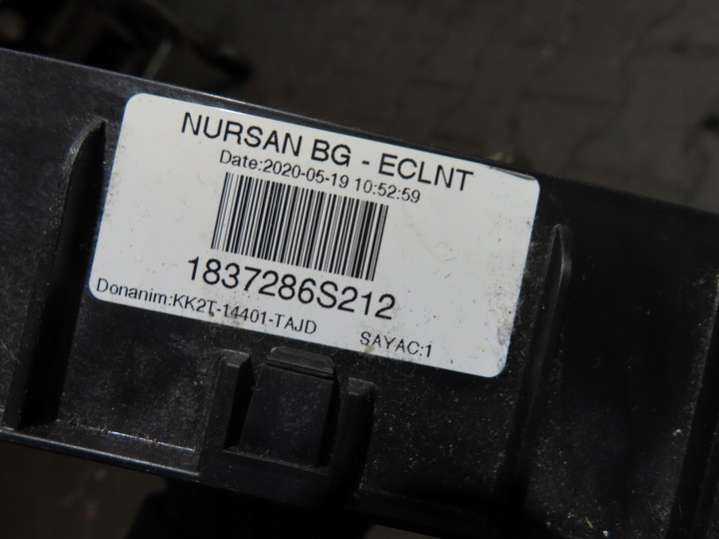 NURSAN BG - ECLNT
Date:2020-05-19 10:52:59
1837286S212
Donanim:KK2T-14401-TAJD
SAYAC:1